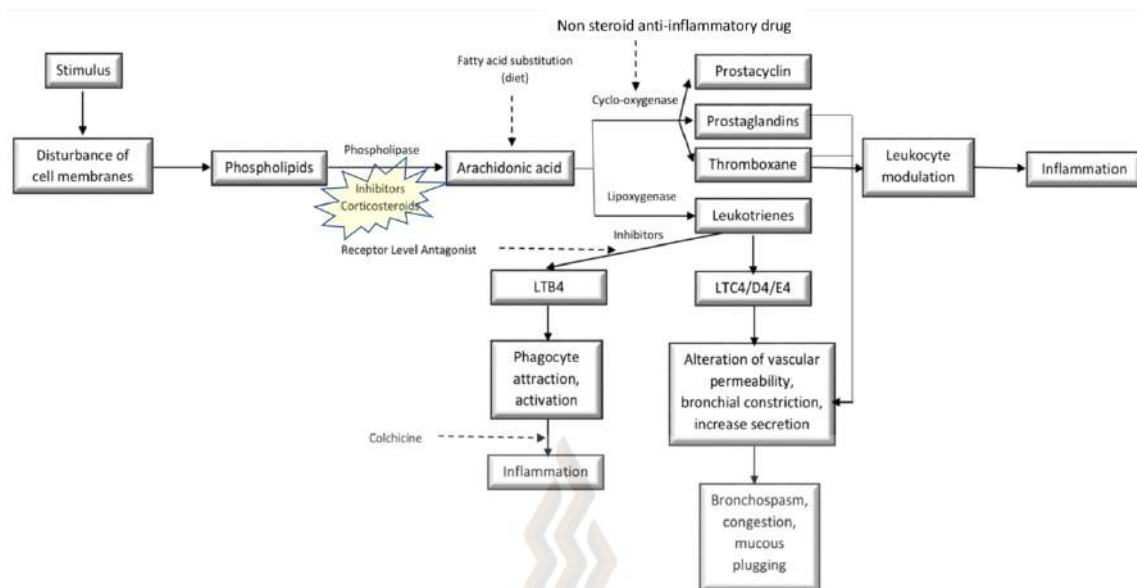 Non steroid anti-inflammatory drug
Stimulus
Fatty acid substitution
(diet)
Prostacyclin
Cyclo-oxygenase
Prostaglandins
Disturbance of
cell membranes
Phospholipids
Phospholipase
Arachidonic acid
Thromboxane
Leukocyte
modulation
Inflammation
Inhibitors
Corticosteroids
Lipoxygenase
Leukotrienes
Receptor Level Antagonist
Inhibitors
LTB4
LTC4/D4/E4
Phagocyte
attraction,
activation
Alteration of vascular
permeability,
bronchial constriction,
increase secretion
Colchicine
Inflammation
Bronchospasm,
congestion,
mucous
plugging